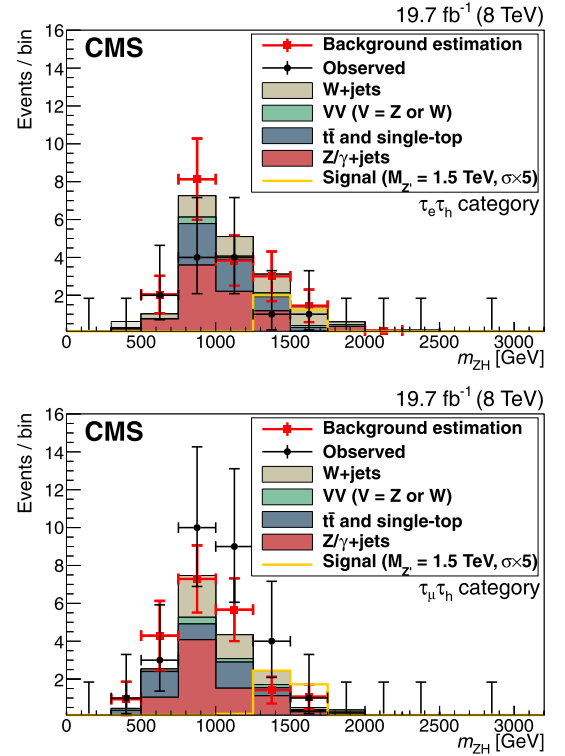 19.7 fb⁻¹ (8 TeV)
Events / bin
16
14
12
10
8
6
4
2
CMS
Background estimation
Observed
W+jets
VV (V = Z or W)
tt̄ and single-top
Z/γ+jets
Signal (M_Z' = 1.5 TeV, σ×5)
τ_eτ_h category
0 500 1000 1500 2000 2500 3000
m_ZH [GeV]
19.7 fb⁻¹ (8 TeV)
Events / bin
16
14
12
10
8
6
4
2
CMS
Background estimation
Observed
W+jets
VV (V = Z or W)
tt̄ and single-top
Z/γ+jets
Signal (M_Z' = 1.5 TeV, σ×5)
τ_μτ_h category
0 500 1000 1500 2000 2500 3000
m_ZH [GeV]